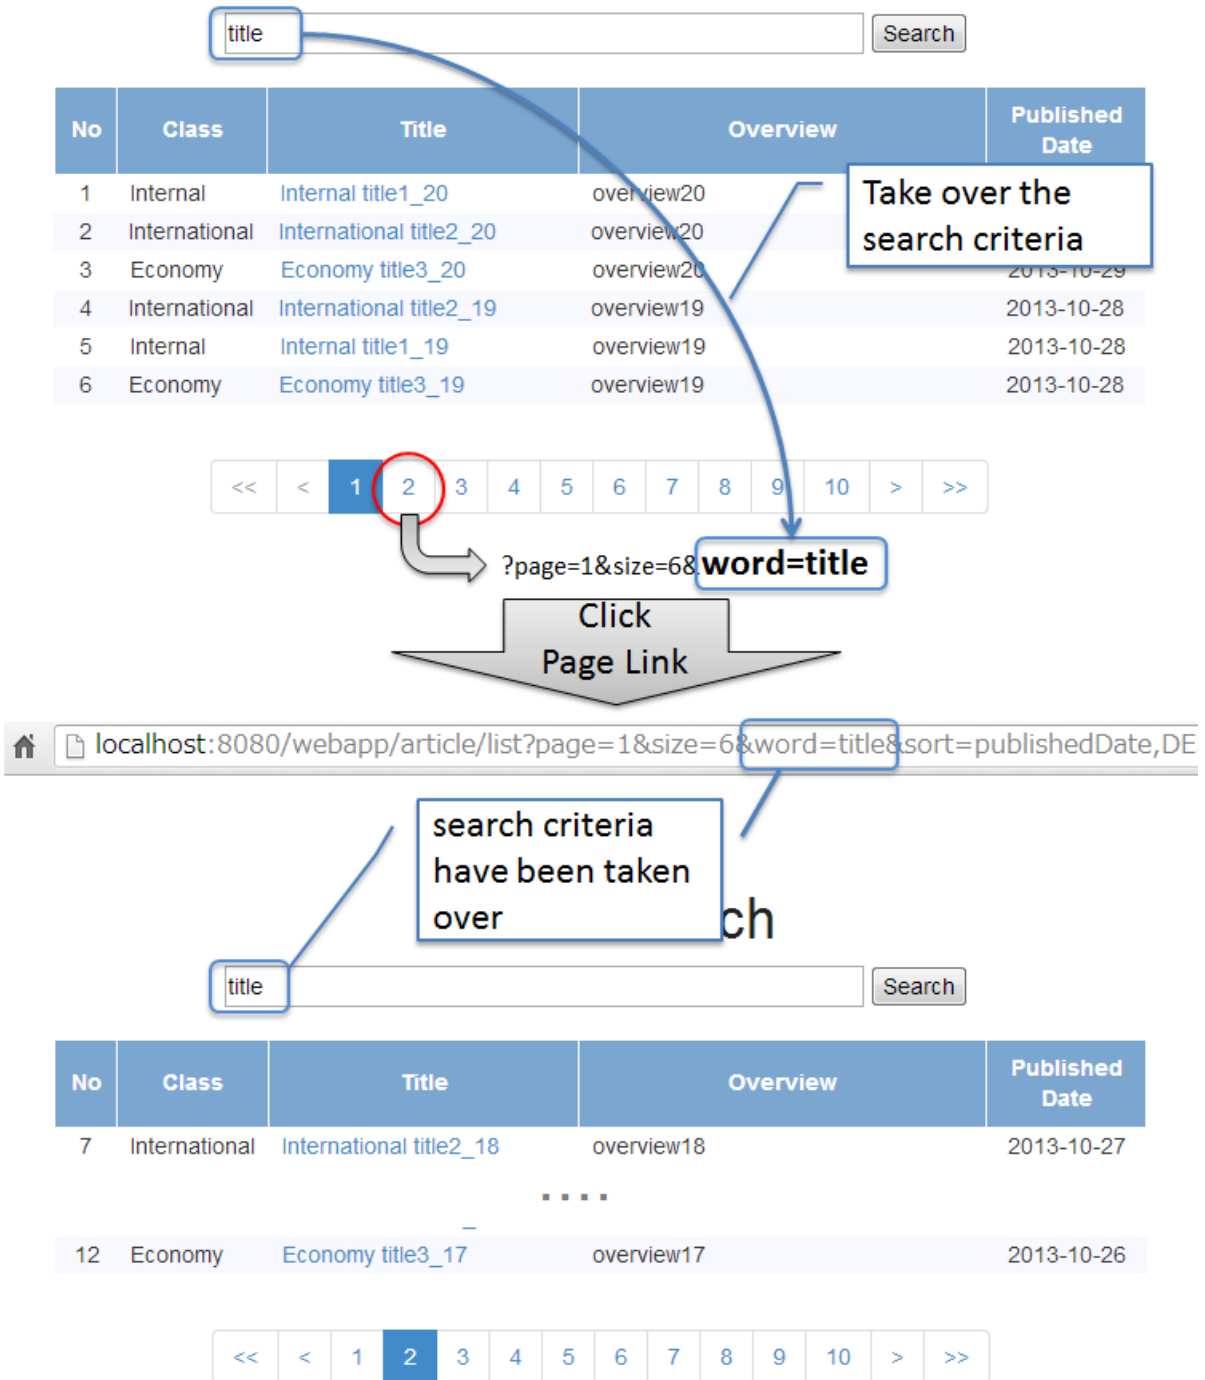 title Search
No Class Title Overview Published Date
1 Internal Internal title1_20 overview20
2 International International title2_20 overview20
3 Economy Economy title3_20 overview20 2013-10-29
4 International International title2_19 overview19 2013-10-28
5 Internal Internal title1_19 overview19 2013-10-28
6 Economy Economy title3_19 overview19 2013-10-28
Take over the
search criteria
<< < 1 2 3 4 5 6 7 8 9 10 > >>
?page=1&size=6&word=title
Click
Page Link
localhost:8080/webapp/article/list?page=1&size=6&word=title&sort=publishedDate,DE
search criteria
have been taken
over
ch
title Search
No Class Title Overview Published Date
7 International International title2_18 overview18 2013-10-27
....
12 Economy Economy title3_17 overview17 2013-10-26
<< < 1 2 3 4 5 6 7 8 9 10 > >>